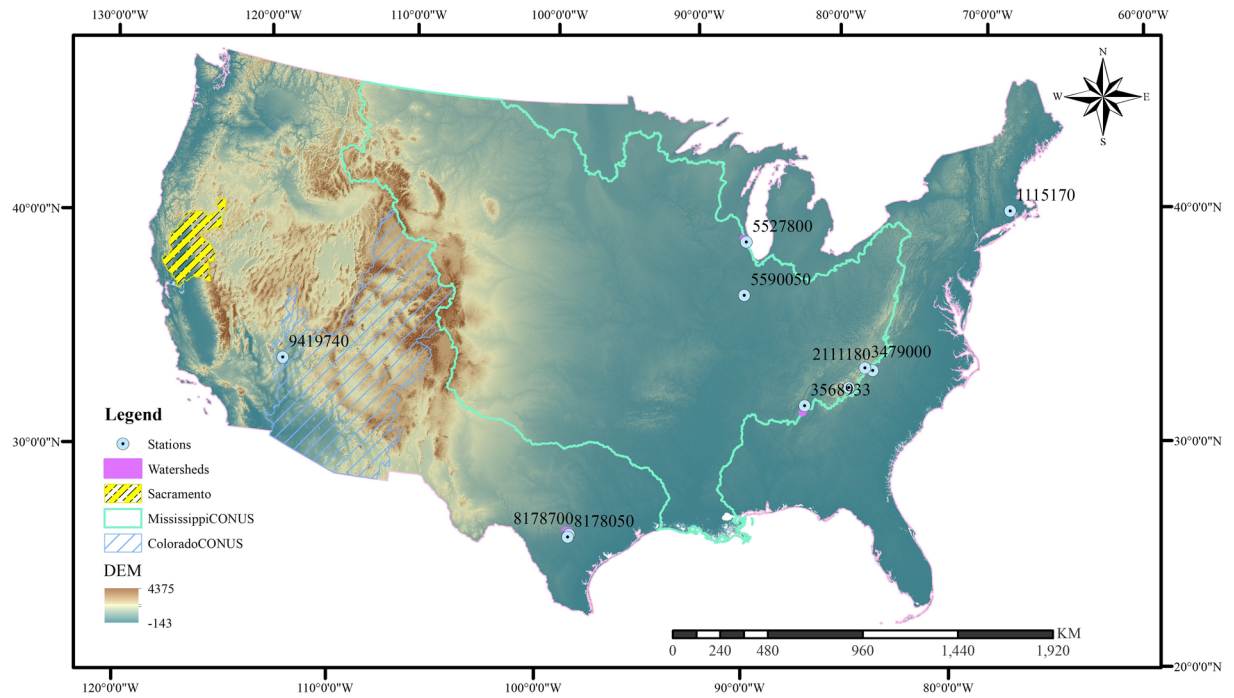 130°0'0"W 120°0'0"W 110°0'0"W 100°0'0"W 90°0'0"W 80°0'0"W 70°0'0"W 60°0'0"W
N
W E
S
1115170
40°0'0"N 40°0'0"N
5527800
5590050
9419740
2111180 3479000
3568933
Legend
Stations
30°0'0"N 30°0'0"N
Watersheds
Sacramento
MississippiCONUS
8178700 8178050
ColoradoCONUS
DEM
4375
-143
KM
0 240 480 960 1,440 1,920
20°0'0"N
120°0'0"W 110°0'0"W 100°0'0"W 90°0'0"W 80°0'0"W